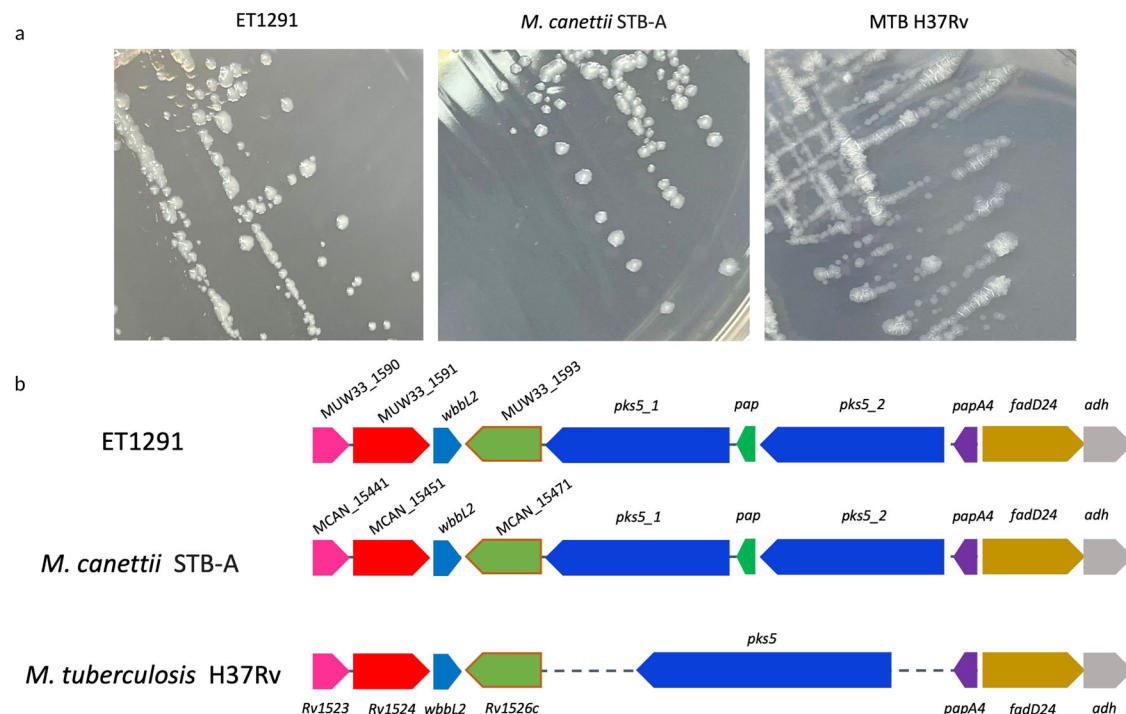 ET1291
M. canettii STB-A
MTB H37Rv
a
b
MUW33_1590
MUW33_1591
wbbL2
MUW33_1593
pks5_1
pap
pks5_2
papA4
fadD24
adh
ET1291
MCAN_15441
MCAN_15451
wbbL2
MCAN_15471
pks5_1
pap
pks5_2
papA4
fadD24
adh
M. canettii STB-A
pks5
M. tuberculosis H37Rv
Rv1523
Rv1524
wbbL2
Rv1526c
papA4
fadD24
adh